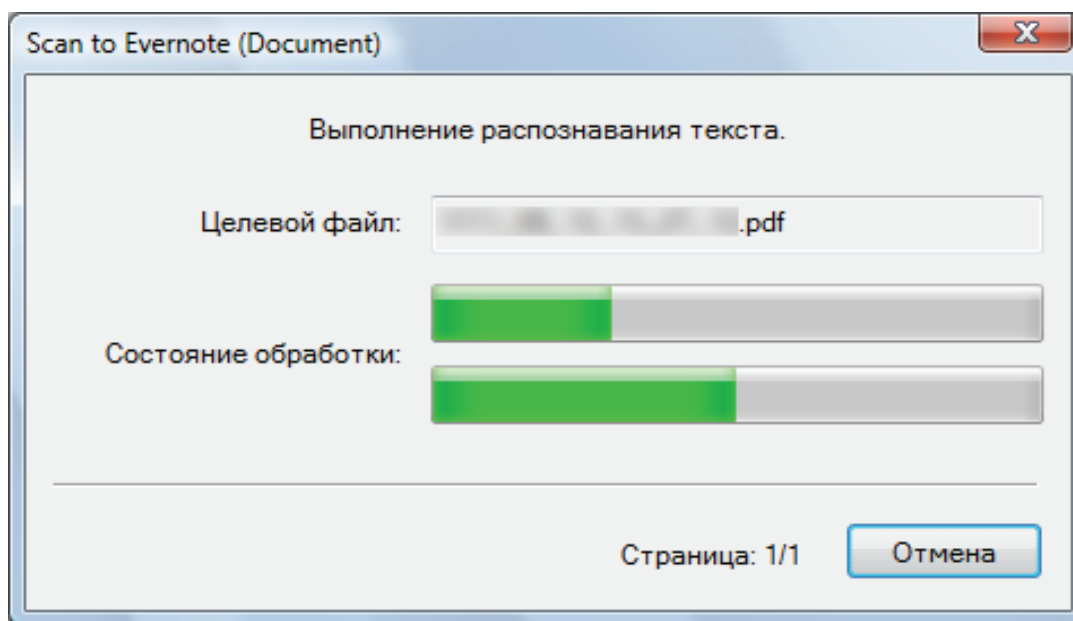 Scan to Evernote (Document)
Выполнение распознавания текста.
Целевой файл: .pdf
Состояние обработки:
Страница: 1/1 Отмена